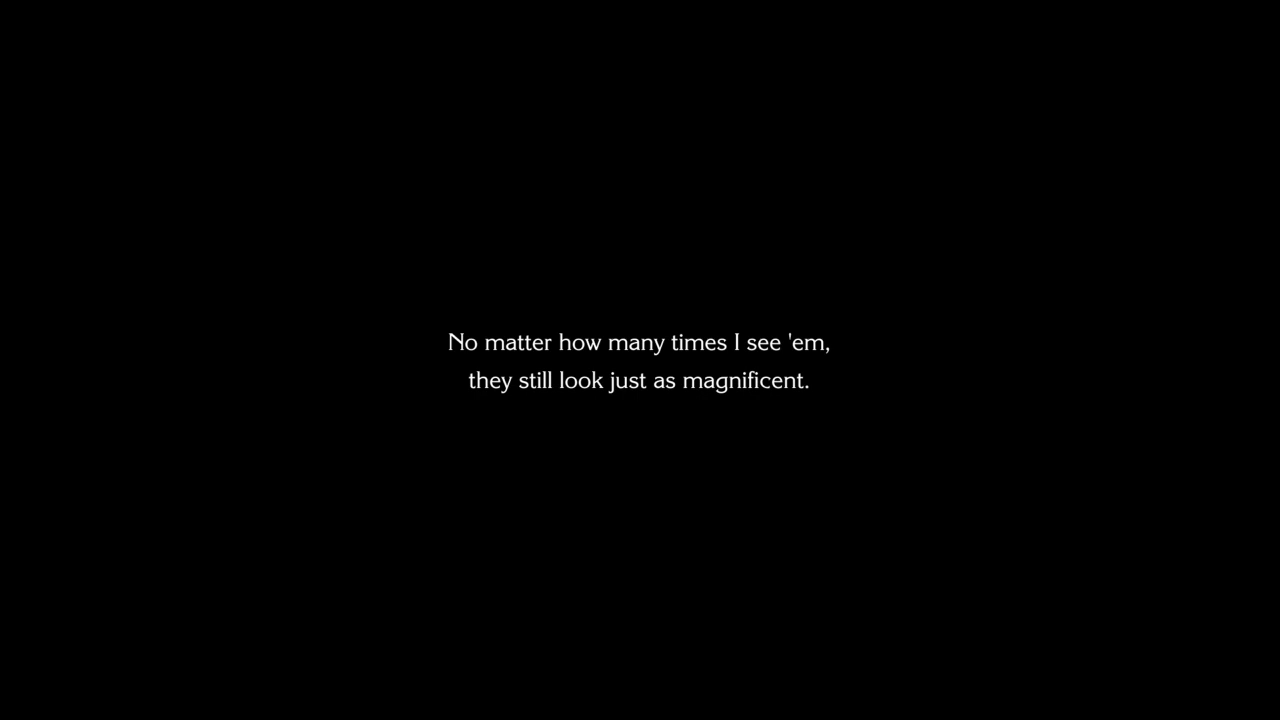 No matter how many times I see 'em,
they still look just as magnificent.